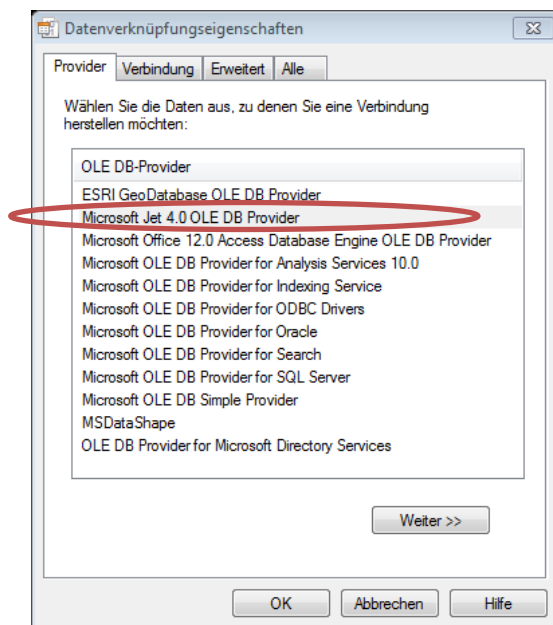 Datenverknüpfungseigenschaften
Provider Verbindung Erweitert Alle
Wählen Sie die Daten aus, zu denen Sie eine Verbindung
herstellen möchten:
OLE DB-Provider
ESRI GeoDatabase OLE DB Provider
Microsoft Jet 4.0 OLE DB Provider
Microsoft Office 12.0 Access Database Engine OLE DB Provider
Microsoft OLE DB Provider for Analysis Services 10.0
Microsoft OLE DB Provider for Indexing Service
Microsoft OLE DB Provider for ODBC Drivers
Microsoft OLE DB Provider for Oracle
Microsoft OLE DB Provider for Search
Microsoft OLE DB Provider for SQL Server
Microsoft OLE DB Simple Provider
MSDataShape
OLE DB Provider for Microsoft Directory Services
Weiter >>
OK Abbrechen Hilfe